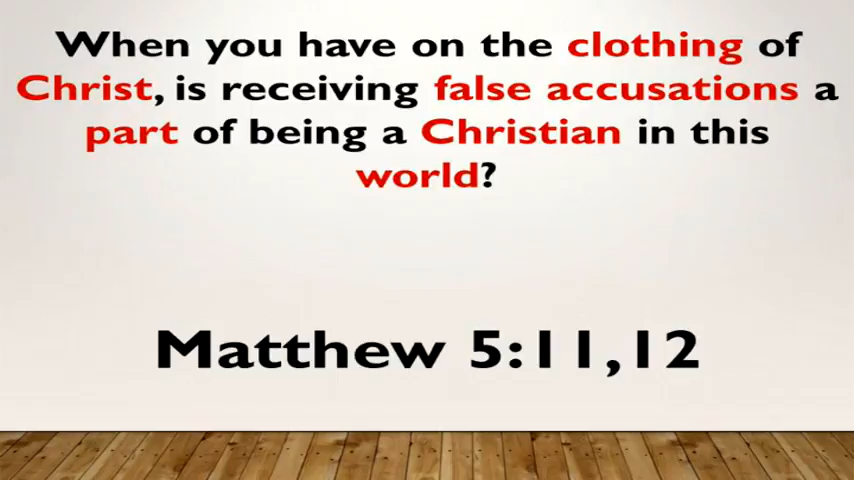 When you have on the clothing of
Christ, is receiving false accusations a
part of being a Christian in this
world?
Matthew 5:11,12